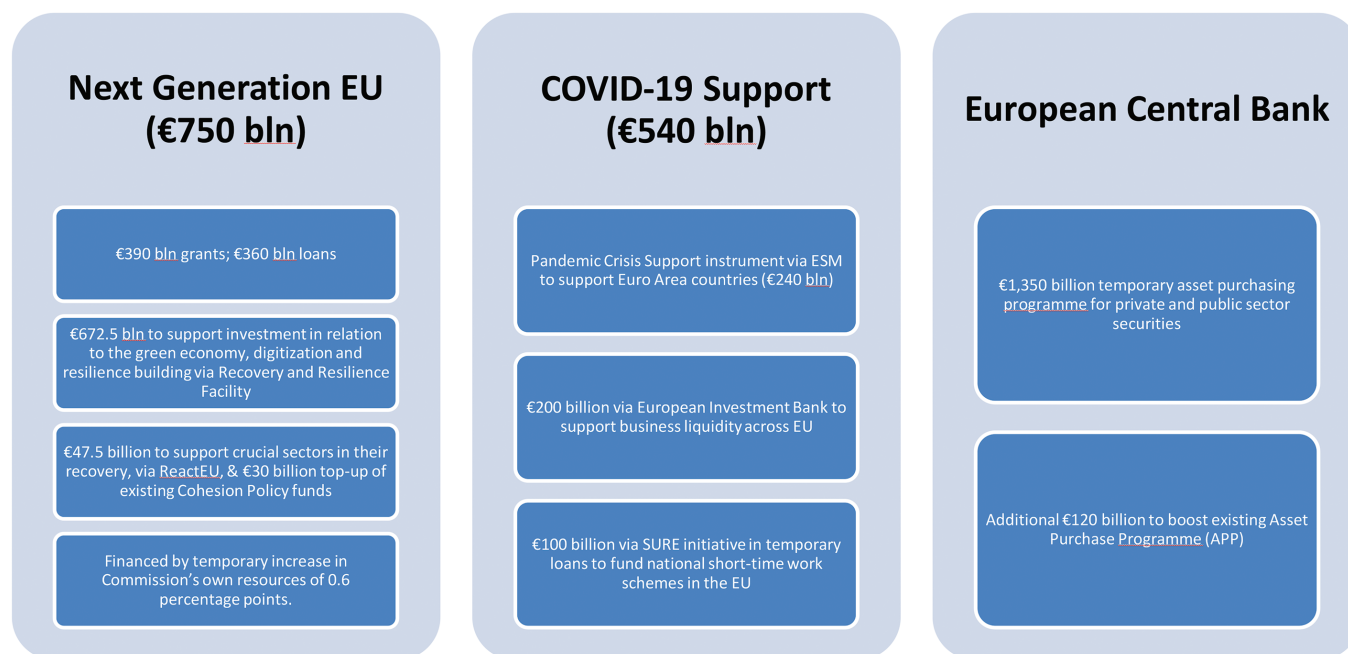 Next Generation EU
(€750 bln)
€390 bln grants; €360 bln loans
€672.5 bln to support investment in relation
to the green economy, digitization and
resilience building via Recovery and Resilience
Facility
€47.5 billion to support crucial sectors in their
recovery, via ReactEU, & €30 billion top-up of
existing Cohesion Policy funds
Financed by temporary increase in
Commission’s own resources of 0.6
percentage points.
COVID-19 Support
(€540 bln)
Pandemic Crisis Support instrument via ESM
to support Euro Area countries (€240 bln)
€200 billion via European Investment Bank to
support business liquidity across EU
€100 billion via SURE initiative in temporary
loans to fund national short-time work
schemes in the EU
European Central Bank
€1,350 billion temporary asset purchasing
programme for private and public sector
securities
Additional €120 billion to boost existing Asset
Purchase Programme (APP)